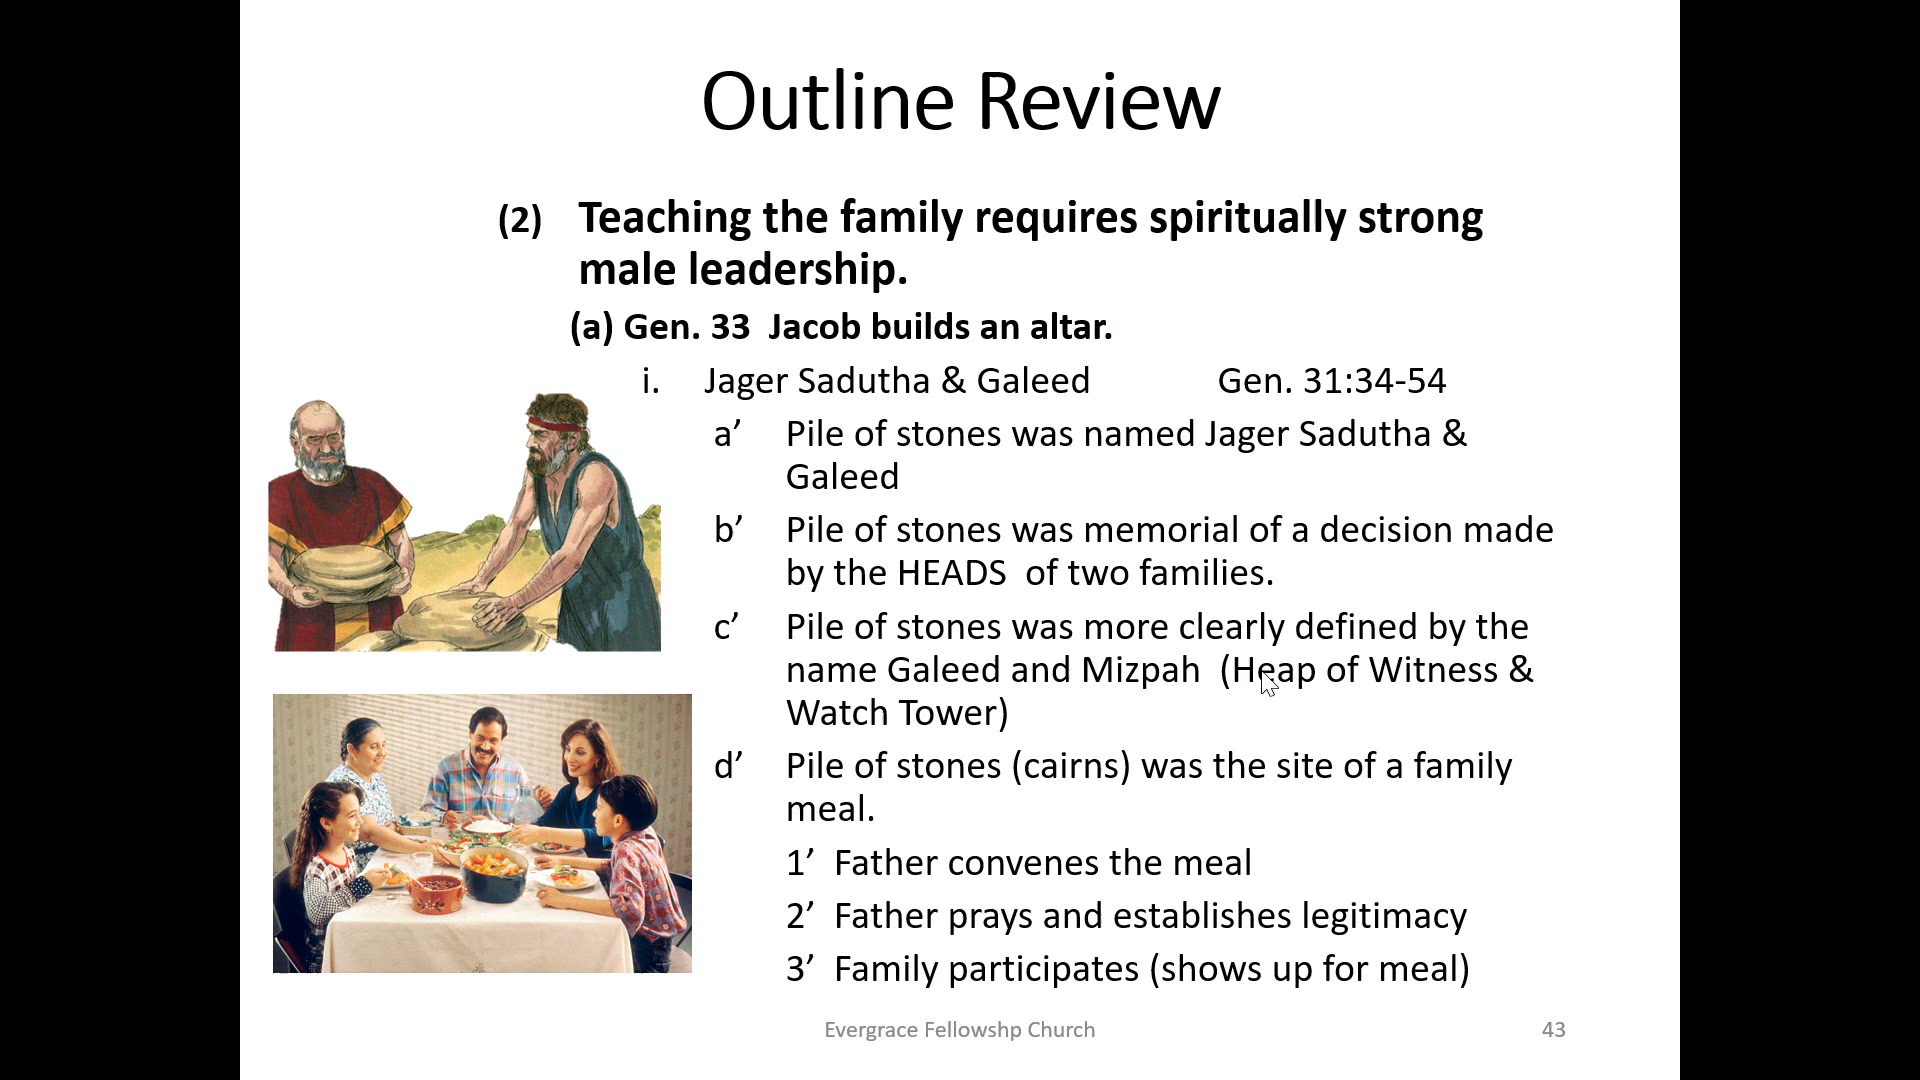 Outline Review
(2) Teaching the family requires spiritually strong
male leadership.
(a) Gen. 33 Jacob builds an altar.
i. Jager Sadutha & Galeed Gen. 31:34-54
a’ Pile of stones was named Jager Sadutha &
Galeed
b’ Pile of stones was memorial of a decision made
by the HEADS of two families.
c’ Pile of stones was more clearly defined by the
name Galeed and Mizpah (Heap of Witness &
Watch Tower)
d’ Pile of stones (cairns) was the site of a family
meal.
1’ Father convenes the meal
2’ Father prays and establishes legitimacy
3’ Family participates (shows up for meal)
Evergrace Fellowshp Church 43